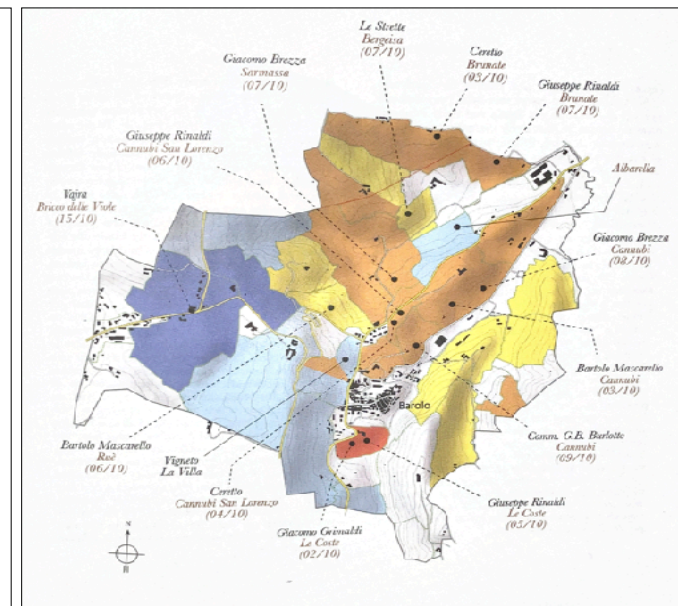 Le Strette
Bergeisa
(07/10)
Giacomo Brezza
Sarmassa
(07/10)
Ceretto
Brunate
(03/10)
Giuseppe Rinaldi
Brunate
(07/10)
Giuseppe Rinaldi
Cannubi San Lorenzo
(06/10)
Albarella
Vajra
Bricco delle Viole
(15/10)
Giacomo Brezza
Cannubi
(08/10)
Bartolo Mascarello
Cannubi
(03/10)
Barolo
Bartolo Mascarello
Ruè
(06/10)
Vigneto
La Villa
Comm. G.B. Burlotto
Cannubi
(09/10)
Ceretto
Cannubi San Lorenzo
(04/10)
Giuseppe Rinaldi
Le Coste
(05/10)
Giacomo Grimaldi
Le Coste
(02/10)
N